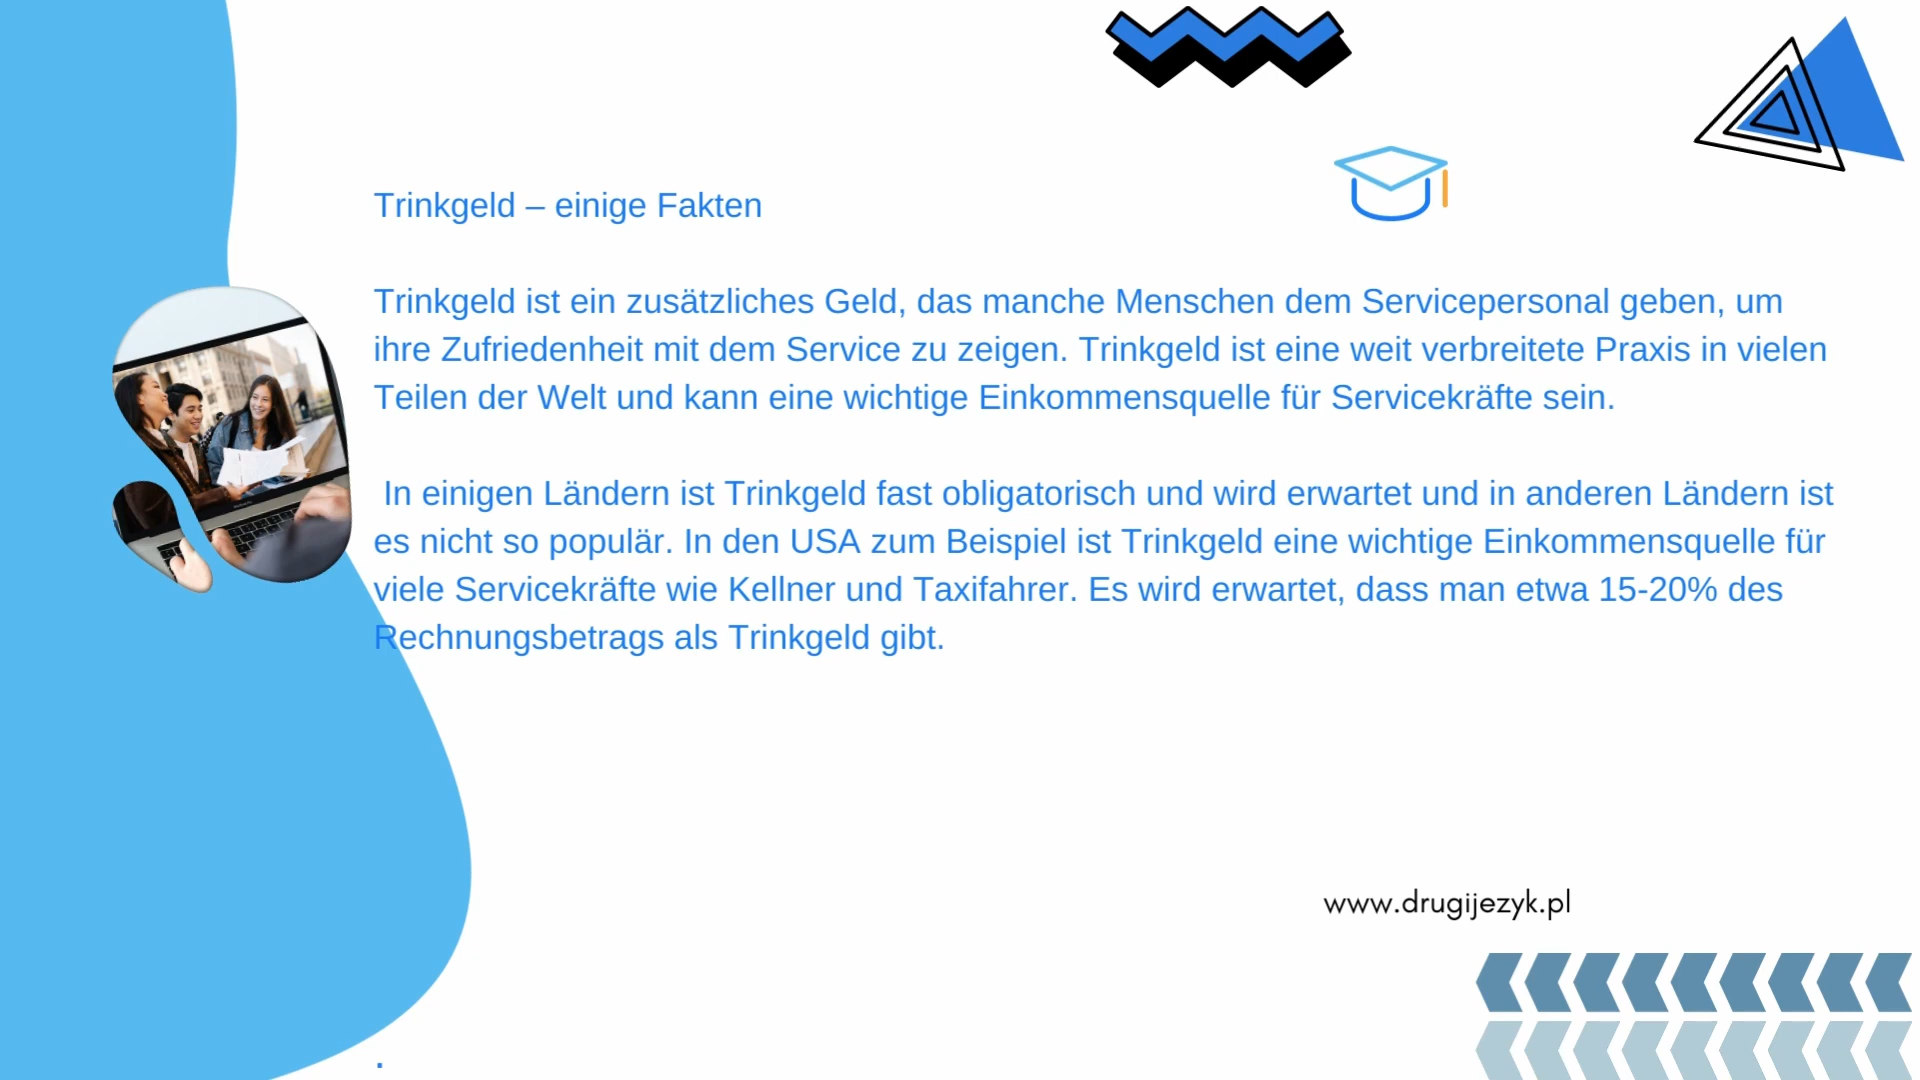 Trinkgeld – einige Fakten
Trinkgeld ist ein zusätzliches Geld, das manche Menschen dem Servicepersonal geben, um
ihre Zufriedenheit mit dem Service zu zeigen. Trinkgeld ist eine weit verbreitete Praxis in vielen
Teilen der Welt und kann eine wichtige Einkommensquelle für Servicekräfte sein.
In einigen Ländern ist Trinkgeld fast obligatorisch und wird erwartet und in anderen Ländern ist
es nicht so populär. In den USA zum Beispiel ist Trinkgeld eine wichtige Einkommensquelle für
viele Servicekräfte wie Kellner und Taxifahrer. Es wird erwartet, dass man etwa 15-20% des
Rechnungsbetrags als Trinkgeld gibt.
www.drugijezyk.pl
.